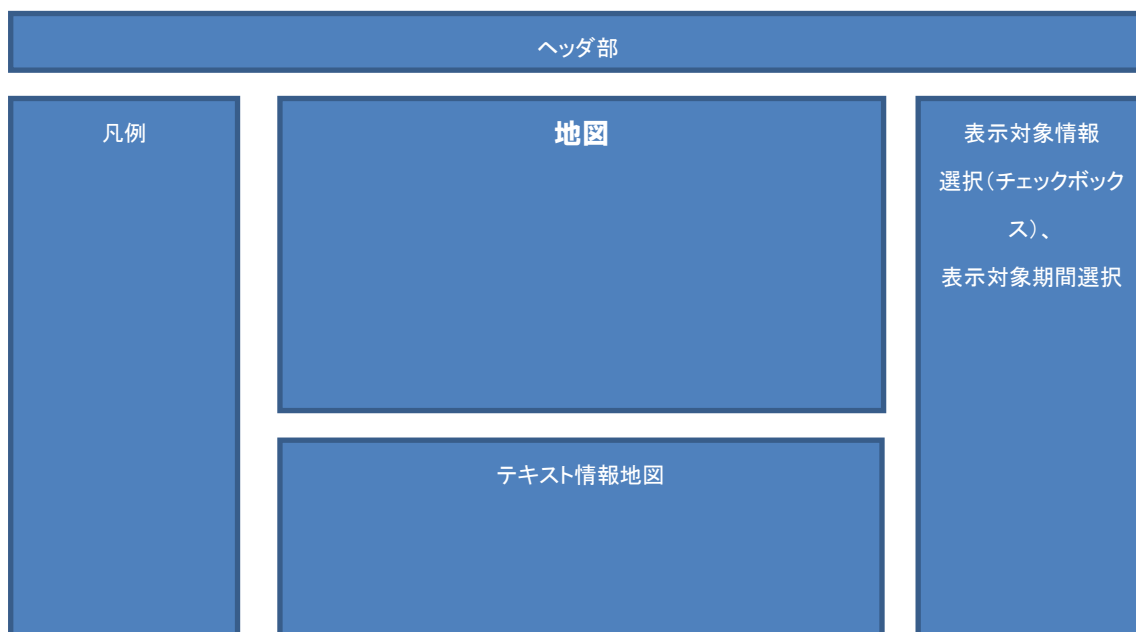 ヘッダ部
凡例
地図
表示対象情報
選択（チェックボック
ス）、
表示対象期間選択
テキスト情報地図